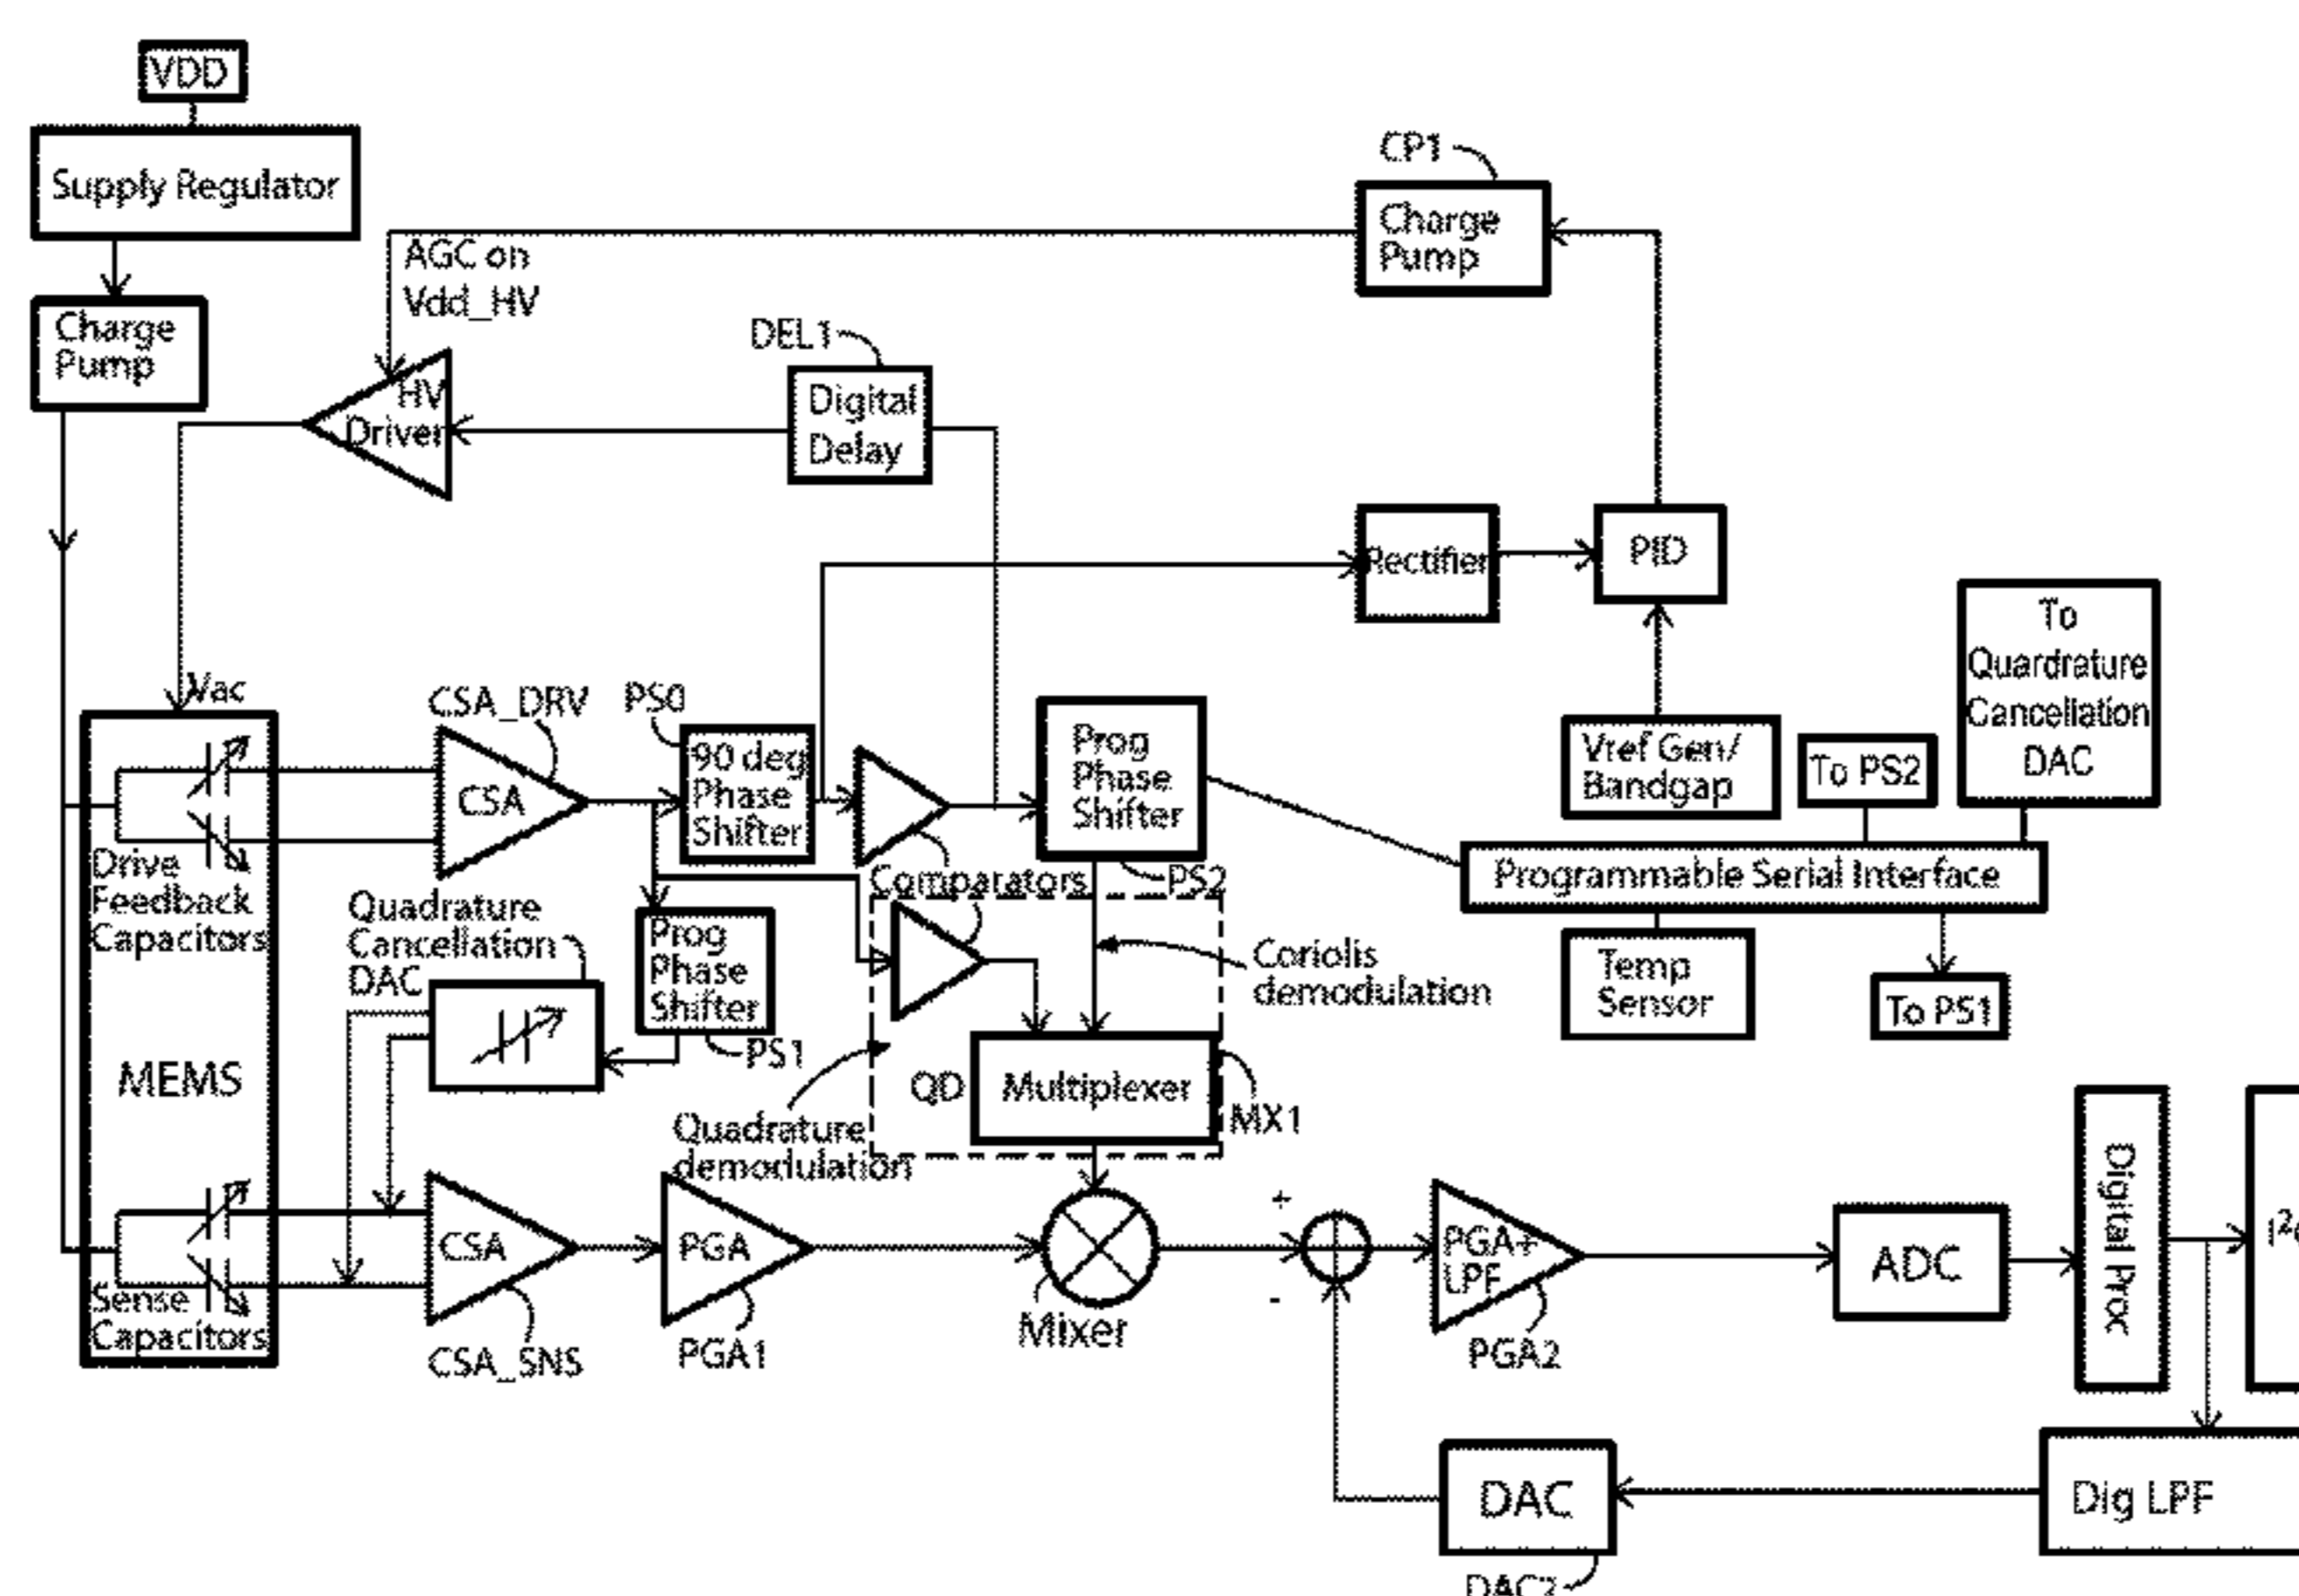 VDD
Supply Regulator
Charge
Pump
CP1
Charge
Pump
AGC on
Vdd_HV
HV
Driver
DEL1
Digital
Delay
Rectifier
PID
To
Quardrature
Cancellation
DAC
Vref Gen/
Bandgap
To PS2
Programmable Serial Interface
Temp
Sensor
To PS1
Vac
CSA_DRV
CSA
PS0
90 deg
Phase
Shifter
Prog
Phase
Shifter
PS2
Comparators
Drive
Feedback
Capacitors
Quadrature
Cancellation
DAC
Prog
Phase
Shifter
PS1
Coriolis
demodulation
MEMS
QD
Multiplexer
MX1
Quadrature
demodulation
Sense
Capacitors
CSA
CSA_SNS
PGA
PGA1
Mixer
+
-
PGA+
LPF
PGA2
ADC
Digital Proc
DAC
DAC2
Dig LPF